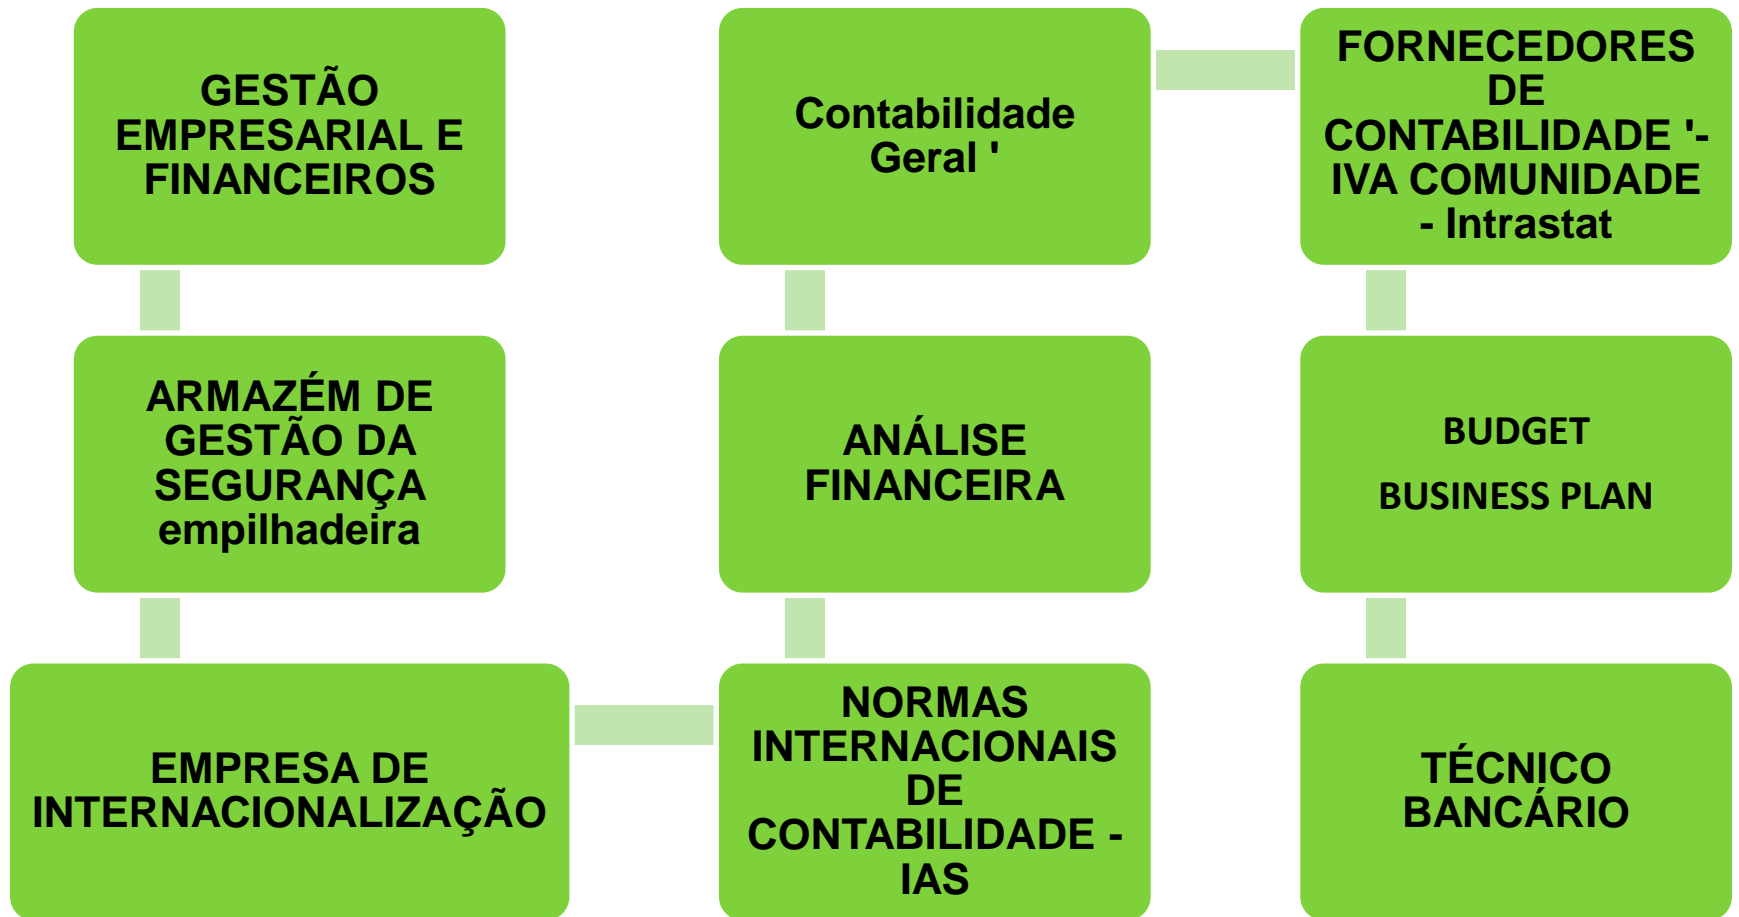 GESTÃO
EMPRESARIAL E
FINANCEIROS
ARMAZÉM DE
GESTÃO DA
SEGURANÇA
empilhadeira
EMPRESA DE
INTERNACIONALIZAÇÃO
NORMAS
INTERNACIONAIS
DE
CONTABILIDADE -
IAS
ANÁLISE
FINANCEIRA
Contabilidade
Geral '
FORNECEDORES
DE
CONTABILIDADE '-
IVA COMUNIDADE
- Intrastat
BUDGET
BUSINESS PLAN
TÉCNICO
BANCÁRIO